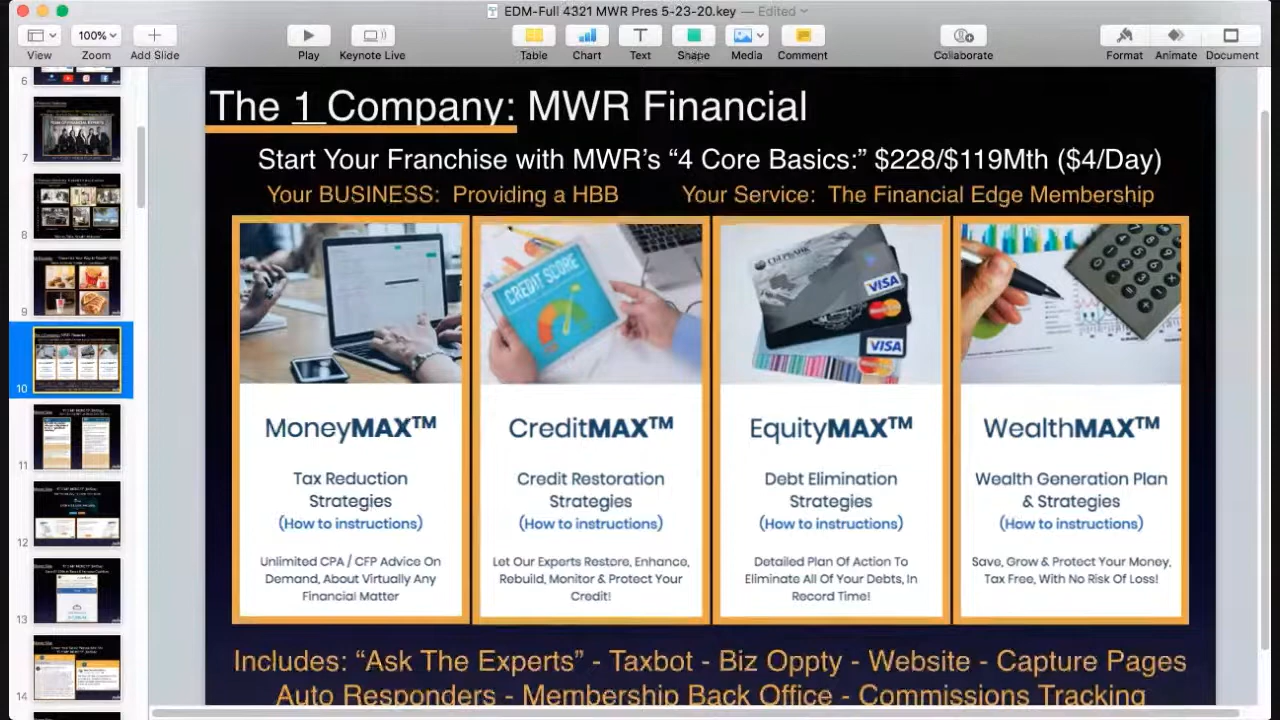 EDM-Full 4321 MWR Pres 5-23-20.key — Edited
100%
View Zoom Add Slide Play Keynote Live Table Chart Text Shape Media Comment Collaborate Format Animate Document
6
7
8
9
10
11
12
13
14
The 1 Company: MWR Financial
Start Your Franchise with MWR's “4 Core Basics:” $228/$119Mth ($4/Day)
Your BUSINESS: Providing a HBB Your Service: The Financial Edge Membership
CREDIT SCORE
VISA
MasterCard
VISA
MoneyMAX™
Tax Reduction
Strategies
(How to instructions)
Unlimited CPA / CFP Advice On
Demand, About Virtually Any
Financial Matter
CreditMAX™
Credit Restoration
Strategies
(How to instructions)
Let Our Experts Restore, Enhance,
Rebuild, Monitor & Protect Your
Credit!
EquityMAX™
Debt Elimination
Strategies
(How to instructions)
Detailed Plan Of Action To
Eliminate All Of Your Debts, In
Record Time!
WealthMAX™
Wealth Generation Plan
& Strategies
(How to instructions)
Save, Grow & Protect Your Money,
Tax Free, With No Risk Of Loss!
Includes: “Ask The Experts” - Taxbot - Biz Oppty - Website - Capture Pages
Auto Responders - Membership Back Office - Commissions Tracking